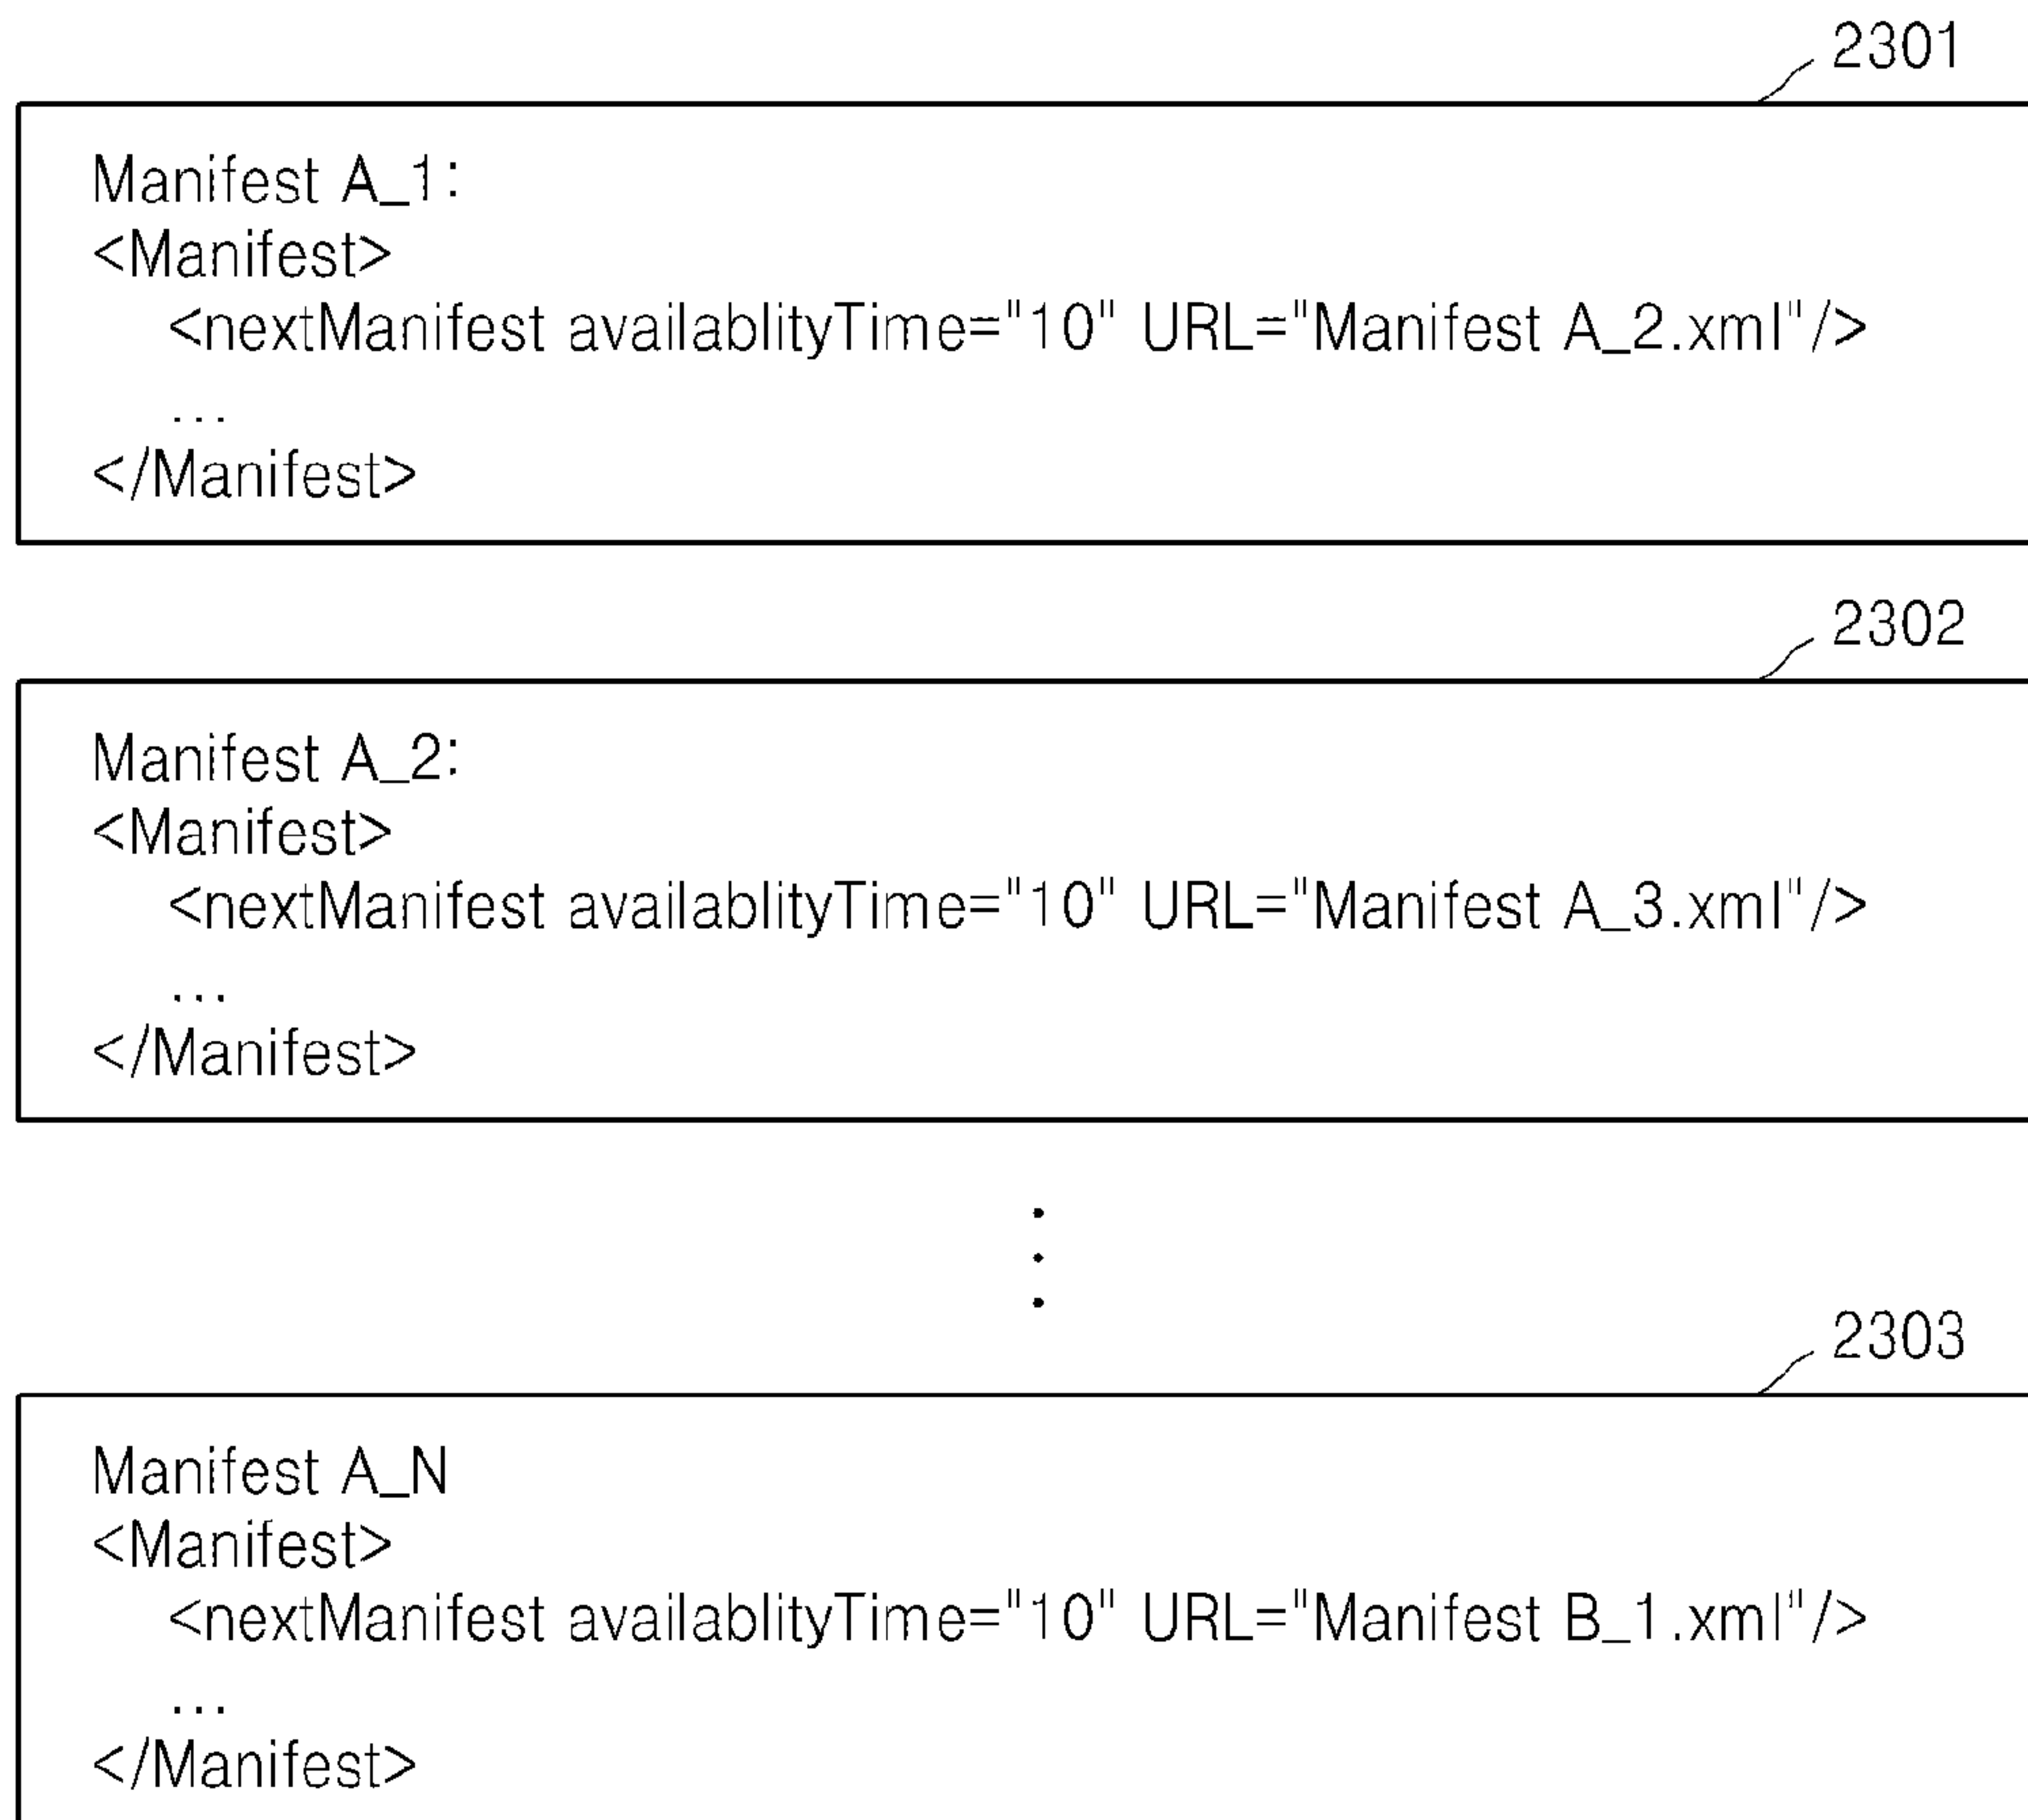 2301
Manifest A_1:
<Manifest>
<nextManifest availablityTime="10" URL="Manifest A_2.xml"/>
...
</Manifest>
2302
Manifest A_2:
<Manifest>
<nextManifest availablityTime="10" URL="Manifest A_3.xml"/>
...
</Manifest>
2303
Manifest A_N
<Manifest>
<nextManifest availablityTime="10" URL="Manifest B_1.xml"/>
...
</Manifest>